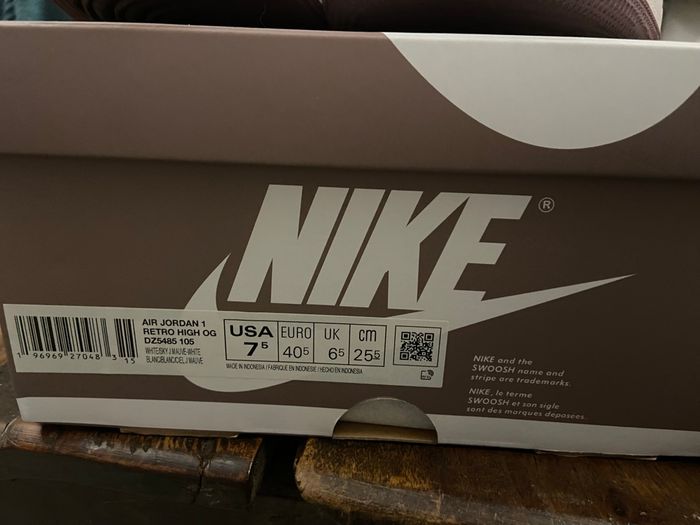 NIKE ®
AIR JORDAN 1
RETRO HIGH OG
DZ5485 105
WHITE/SKY J MAUVE-WHITE
BLANC/BLANC/CIEL J MAUVE
1 96969 27048 3 15
USA EURO UK cm
7⁵ 40⁵ 6⁵ 25⁵
MADE IN INDONESIA / FABRIQUE EN INDONESIE / HECHO EN INDONESIA
NIKE and the
SWOOSH name and
stripe are trademarks.
NIKE, le terme
SWOOSH et son sigle
sont des marques deposees.